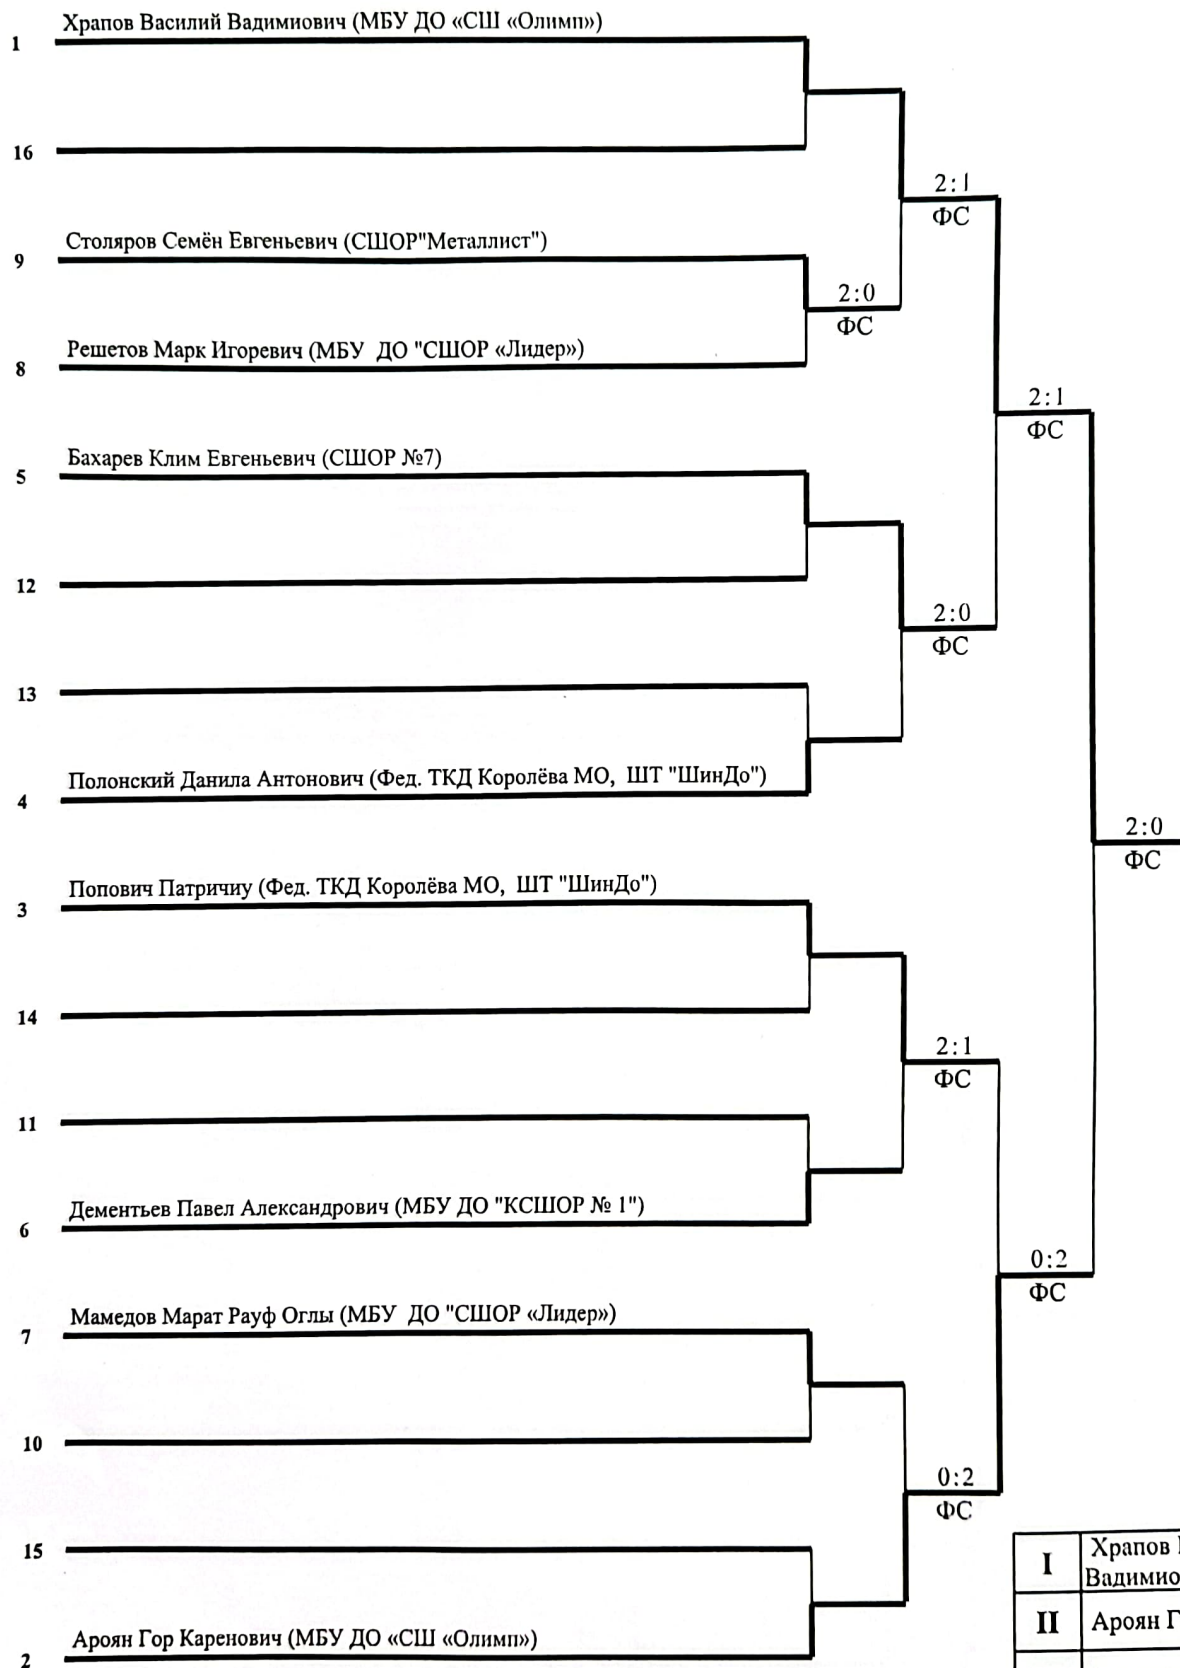 Храпов Василий Вадимиович (МБУ ДО «СШ «Олимп»)
1
16
2:1
ФС
Столяров Семён Евгеньевич (СШОР"Металлист")
9
2:0
ФС
Решетов Марк Игоревич (МБУ ДО "СШОР «Лидер»)
8
2:1
ФС
Бахарев Клим Евгеньевич (СШОР №7)
5
12
2:0
ФС
13
Полонский Данила Антонович (Фед. ТКД Королёва МО, ШТ "ШинДо")
4
2:0
ФС
Попович Патричиу (Фед. ТКД Королёва МО, ШТ "ШинДо")
3
14
2:1
ФС
11
Дементьев Павел Александрович (МБУ ДО "КСШОР № 1")
6
0:2
ФС
Мамедов Марат Рауф Оглы (МБУ ДО "СШОР «Лидер»)
7
10
0:2
ФС
15
I Храпов
Вадимио
II Ароян Г
Ароян Гор Каренович (МБУ ДО «СШ «Олимп»)
2